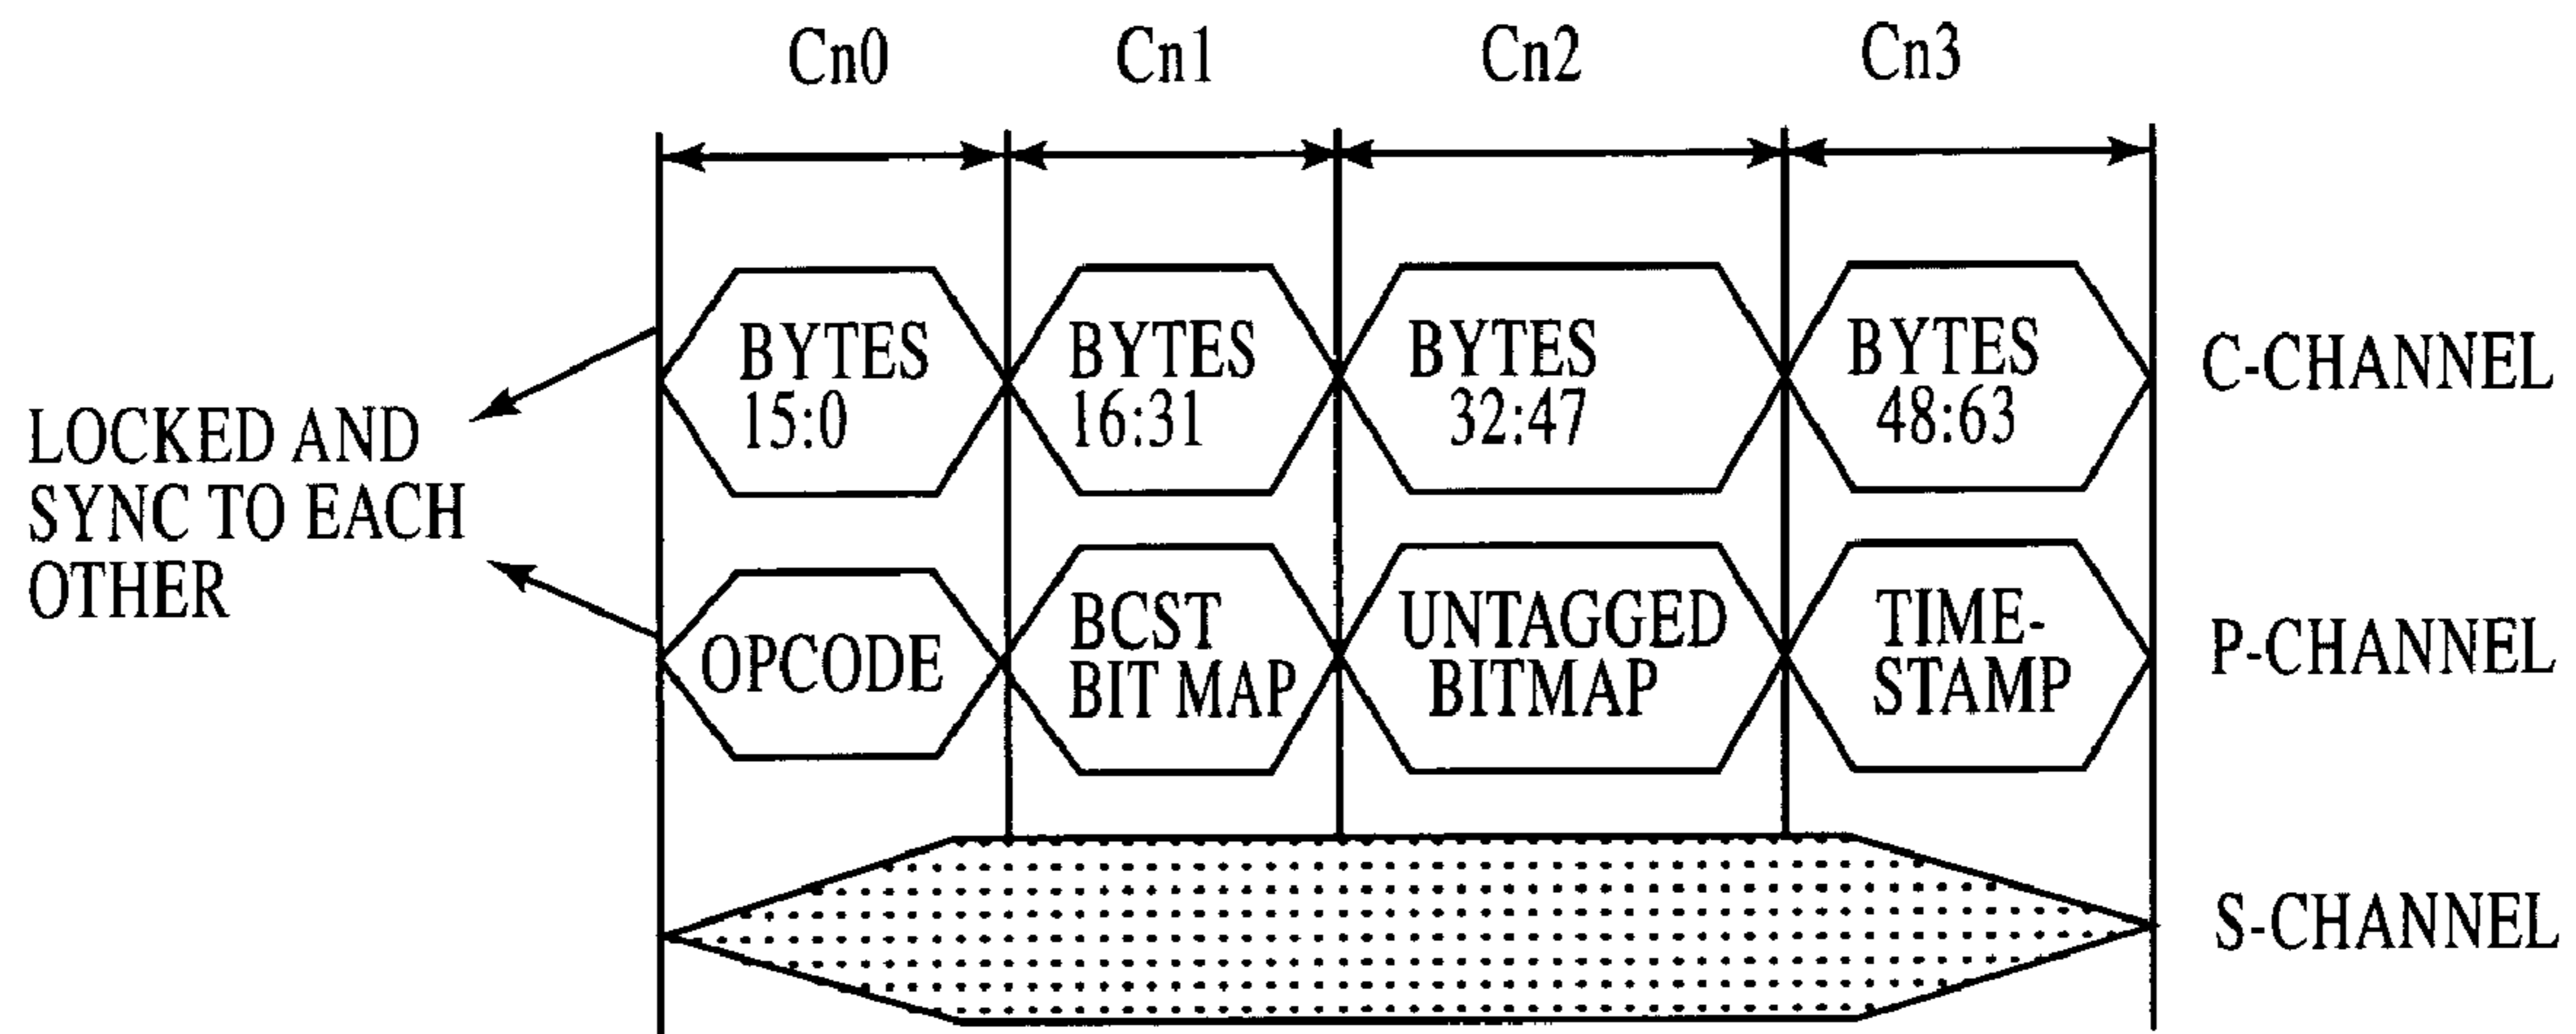 Cn0 Cn1 Cn2 Cn3
BYTES 15:0
BYTES 16:31
BYTES 32:47
BYTES 48:63
C-CHANNEL
LOCKED AND
SYNC TO EACH
OTHER
OPCODE
BCST
BIT MAP
UNTAGGED
BITMAP
TIME-
STAMP
P-CHANNEL
S-CHANNEL